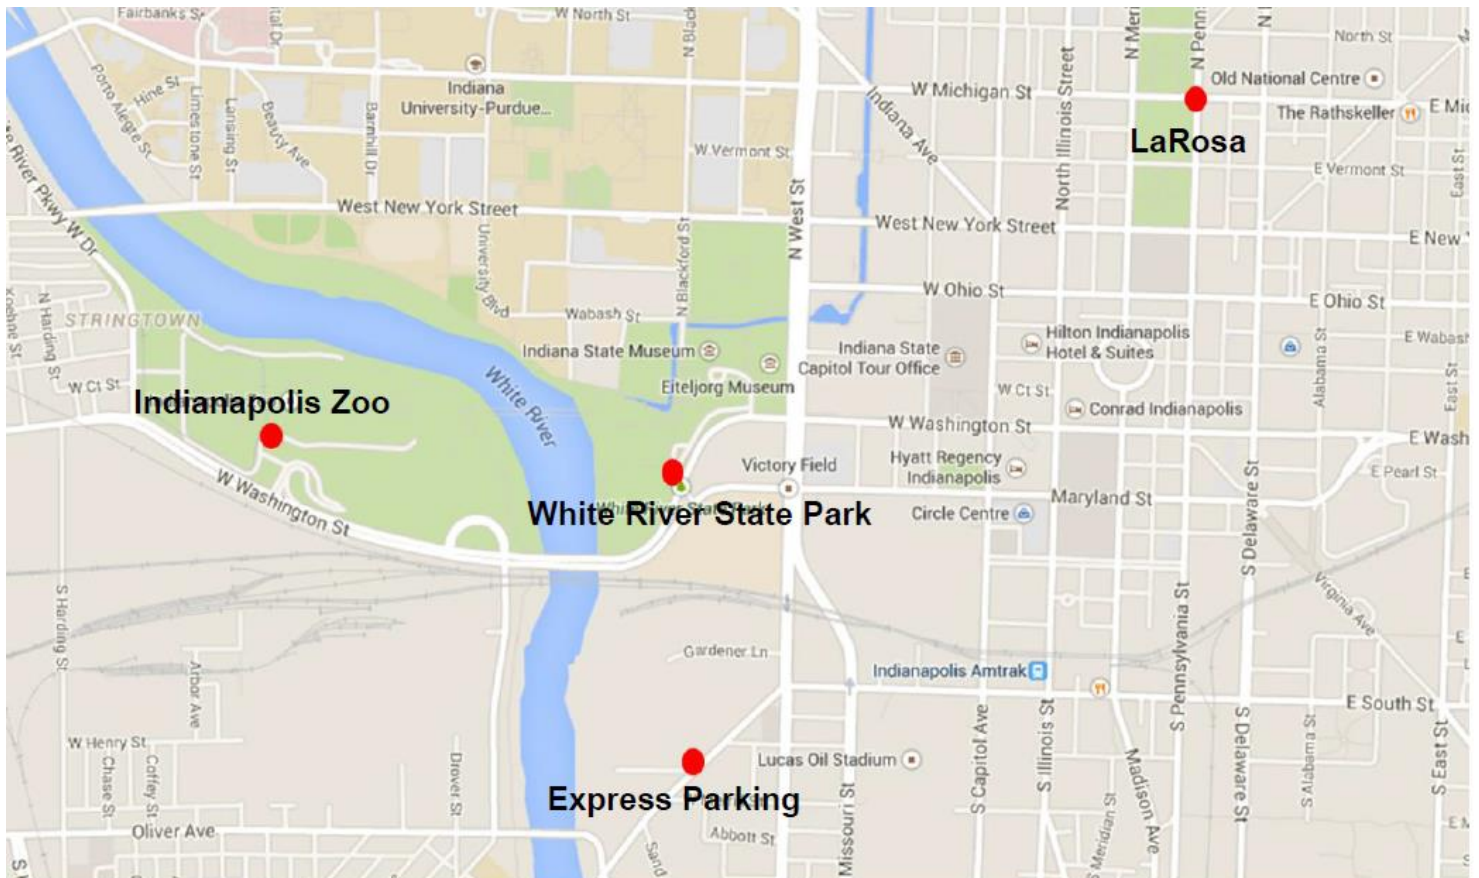 Fairbanks S
W North St
N Black
N Meri
N Penns
North St
Indiana
University-Purdue...
W Michigan St
Old National Centre
The Rathskeller
E Mic
LaRosa
Porto Alegre St
Hine St
Limestone St
Lansing St
Beauty Ave
Barnhill Dr
Indiana Ave
North Illinois Street
W Vermont St
E Vermont St
East St
River Pkwy W Dr
West New York Street
West New York Street
E New
N West St
N Blackford St
University Blvd
W Ohio St
E Ohio St
STRINGTOWN
N Harding St
Wabash St
Indiana State Museum
Eiteljorg Museum
Indiana State
Capitol Tour Office
Hilton Indianapolis
Hotel & Suites
E Wabash
Alabama St
East St
W Ct St
W Ct St
Indianapolis Zoo
White River
Conrad Indianapolis
W Washington St
E Wash
W Washington St
Victory Field
Hyatt Regency
Indianapolis
E Pearl St
White River State Park
Maryland St
Circle Centre
S Delaware St
S Harding St
Virginia Ave
S Pennsylvania St
Gardener Ln
Indianapolis Amtrak
Arbor Ave
E South St
W Henry St
Chase St
Coffey St
Drover St
Lucas Oil Stadium
S Capitol Ave
S Illinois St
Madison Ave
S Delaware St
S Alabama St
S East St
Express Parking
Oliver Ave
Abbott St
Sand
Missouri St
S Meridian St